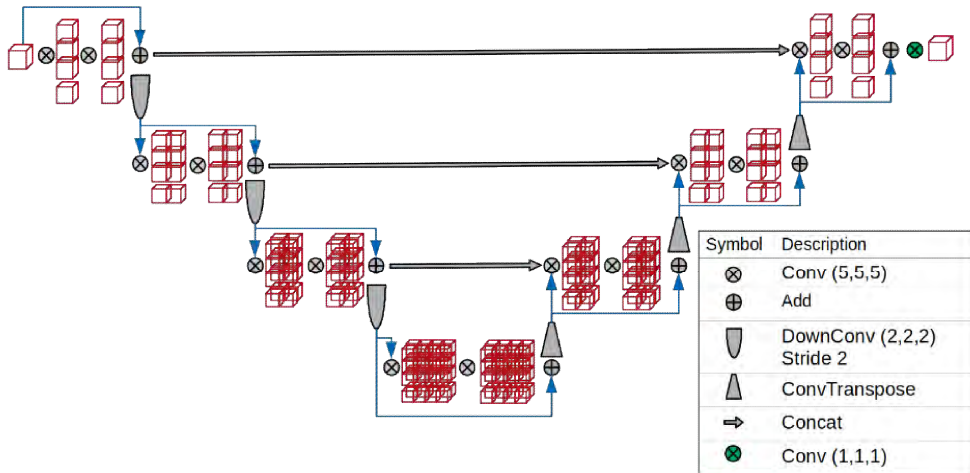 Symbol Description
Conv (5,5,5)
Add
DownConv (2,2,2)
Stride 2
ConvTranspose
Concat
Conv (1,1,1)